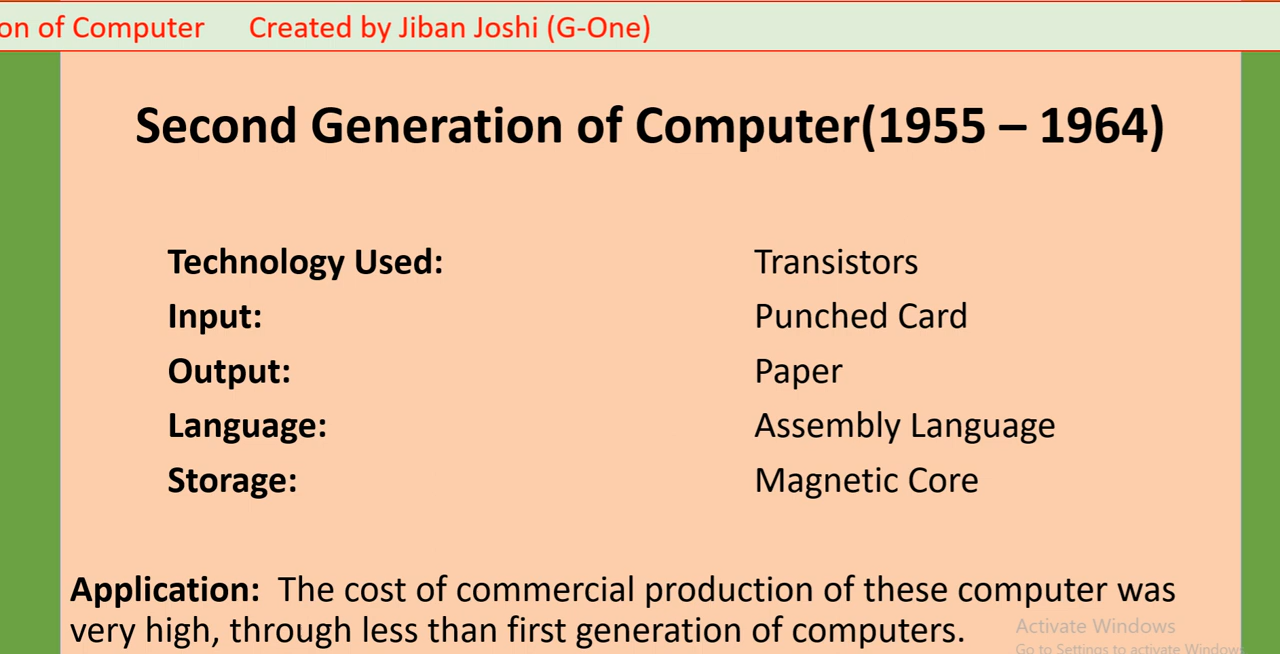 on of Computer Created by Jiban Joshi (G-One)
Second Generation of Computer(1955 – 1964)
Technology Used: Transistors
Input: Punched Card
Output: Paper
Language: Assembly Language
Storage: Magnetic Core
Application: The cost of commercial production of these computer was
very high, through less than first generation of computers.
Activate Windows
Go to Settings to activate Windows